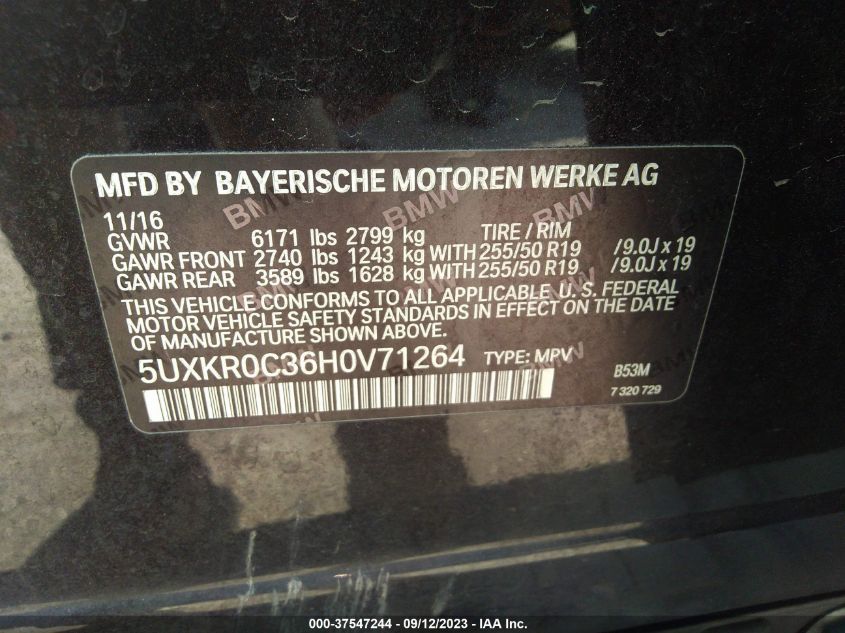 MFD BY BAYERISCHE MOTOREN WERKE AG
11/16
GVWR 6171 lbs 2799 kg TIRE / RIM
GAWR FRONT 2740 lbs 1243 kg WITH 255/50 R19 /9.0J x 19
GAWR REAR 3589 lbs 1628 kg WITH 255/50 R19 /9.0J x 19
THIS VEHICLE CONFORMS TO ALL APPLICABLE U. S. FEDERAL
MOTOR VEHICLE SAFETY STANDARDS IN EFFECT ON THE DATE
OF MANUFACTURE SHOWN ABOVE.
5UXKR0C36H0V71264 TYPE: MPV B53M
7 320 729
000-37547244 - 09/12/2023 - IAA Inc.